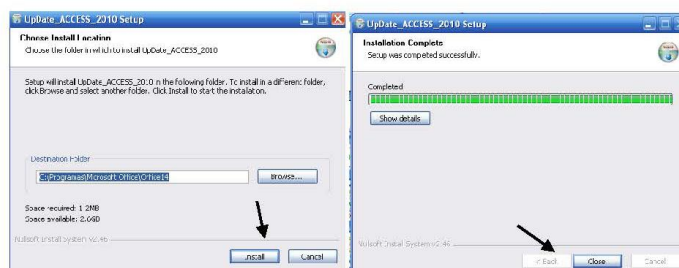 UpDate_ACCESS_2010 Setup
Choose Install Location
Choose the folder in which to install UpDate_ACCESS_2010
Setup will install UpDate_ACCESS_2010 in the following folder. To install in a different folder,
click Browse and select another folder. Click Install to start the installation.
Destination Folder
C:\Programas\Microsoft Office\Office14
Browse...
Space required: 1.2MB
Space available: 2.6GB
Nullsoft Install System v2.46
Install
Cancel
UpDate_ACCESS_2010 Setup
Installation Complete
Setup was completed successfully.
Completed
Show details
Nullsoft Install System v2.46
< Back
Close
Cancel